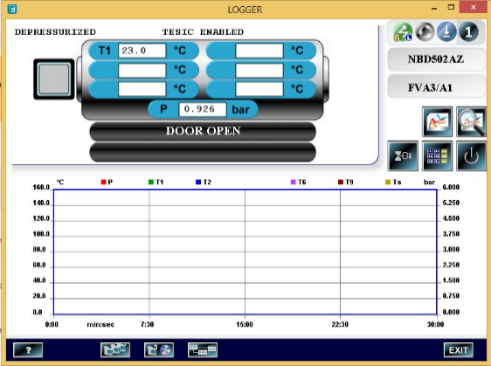 LOGGER
DEPRESSURIZED TESIC ENABLED
T1 23.0 °C °C
°C °C
°C °C
P 0.926 bar
DOOR OPEN
1
NBD502AZ
FVA3/A1
°C P T1 T2 T6 T9 Ts bar
160.0 6.000
140.0 5.250
120.0 4.500
100.0 3.750
80.0 3.000
60.0 2.250
40.0 1.500
20.0 0.750
0.0 0.000
0:00 min:sec 7:30 15:00 22:30 30:00
? EXIT